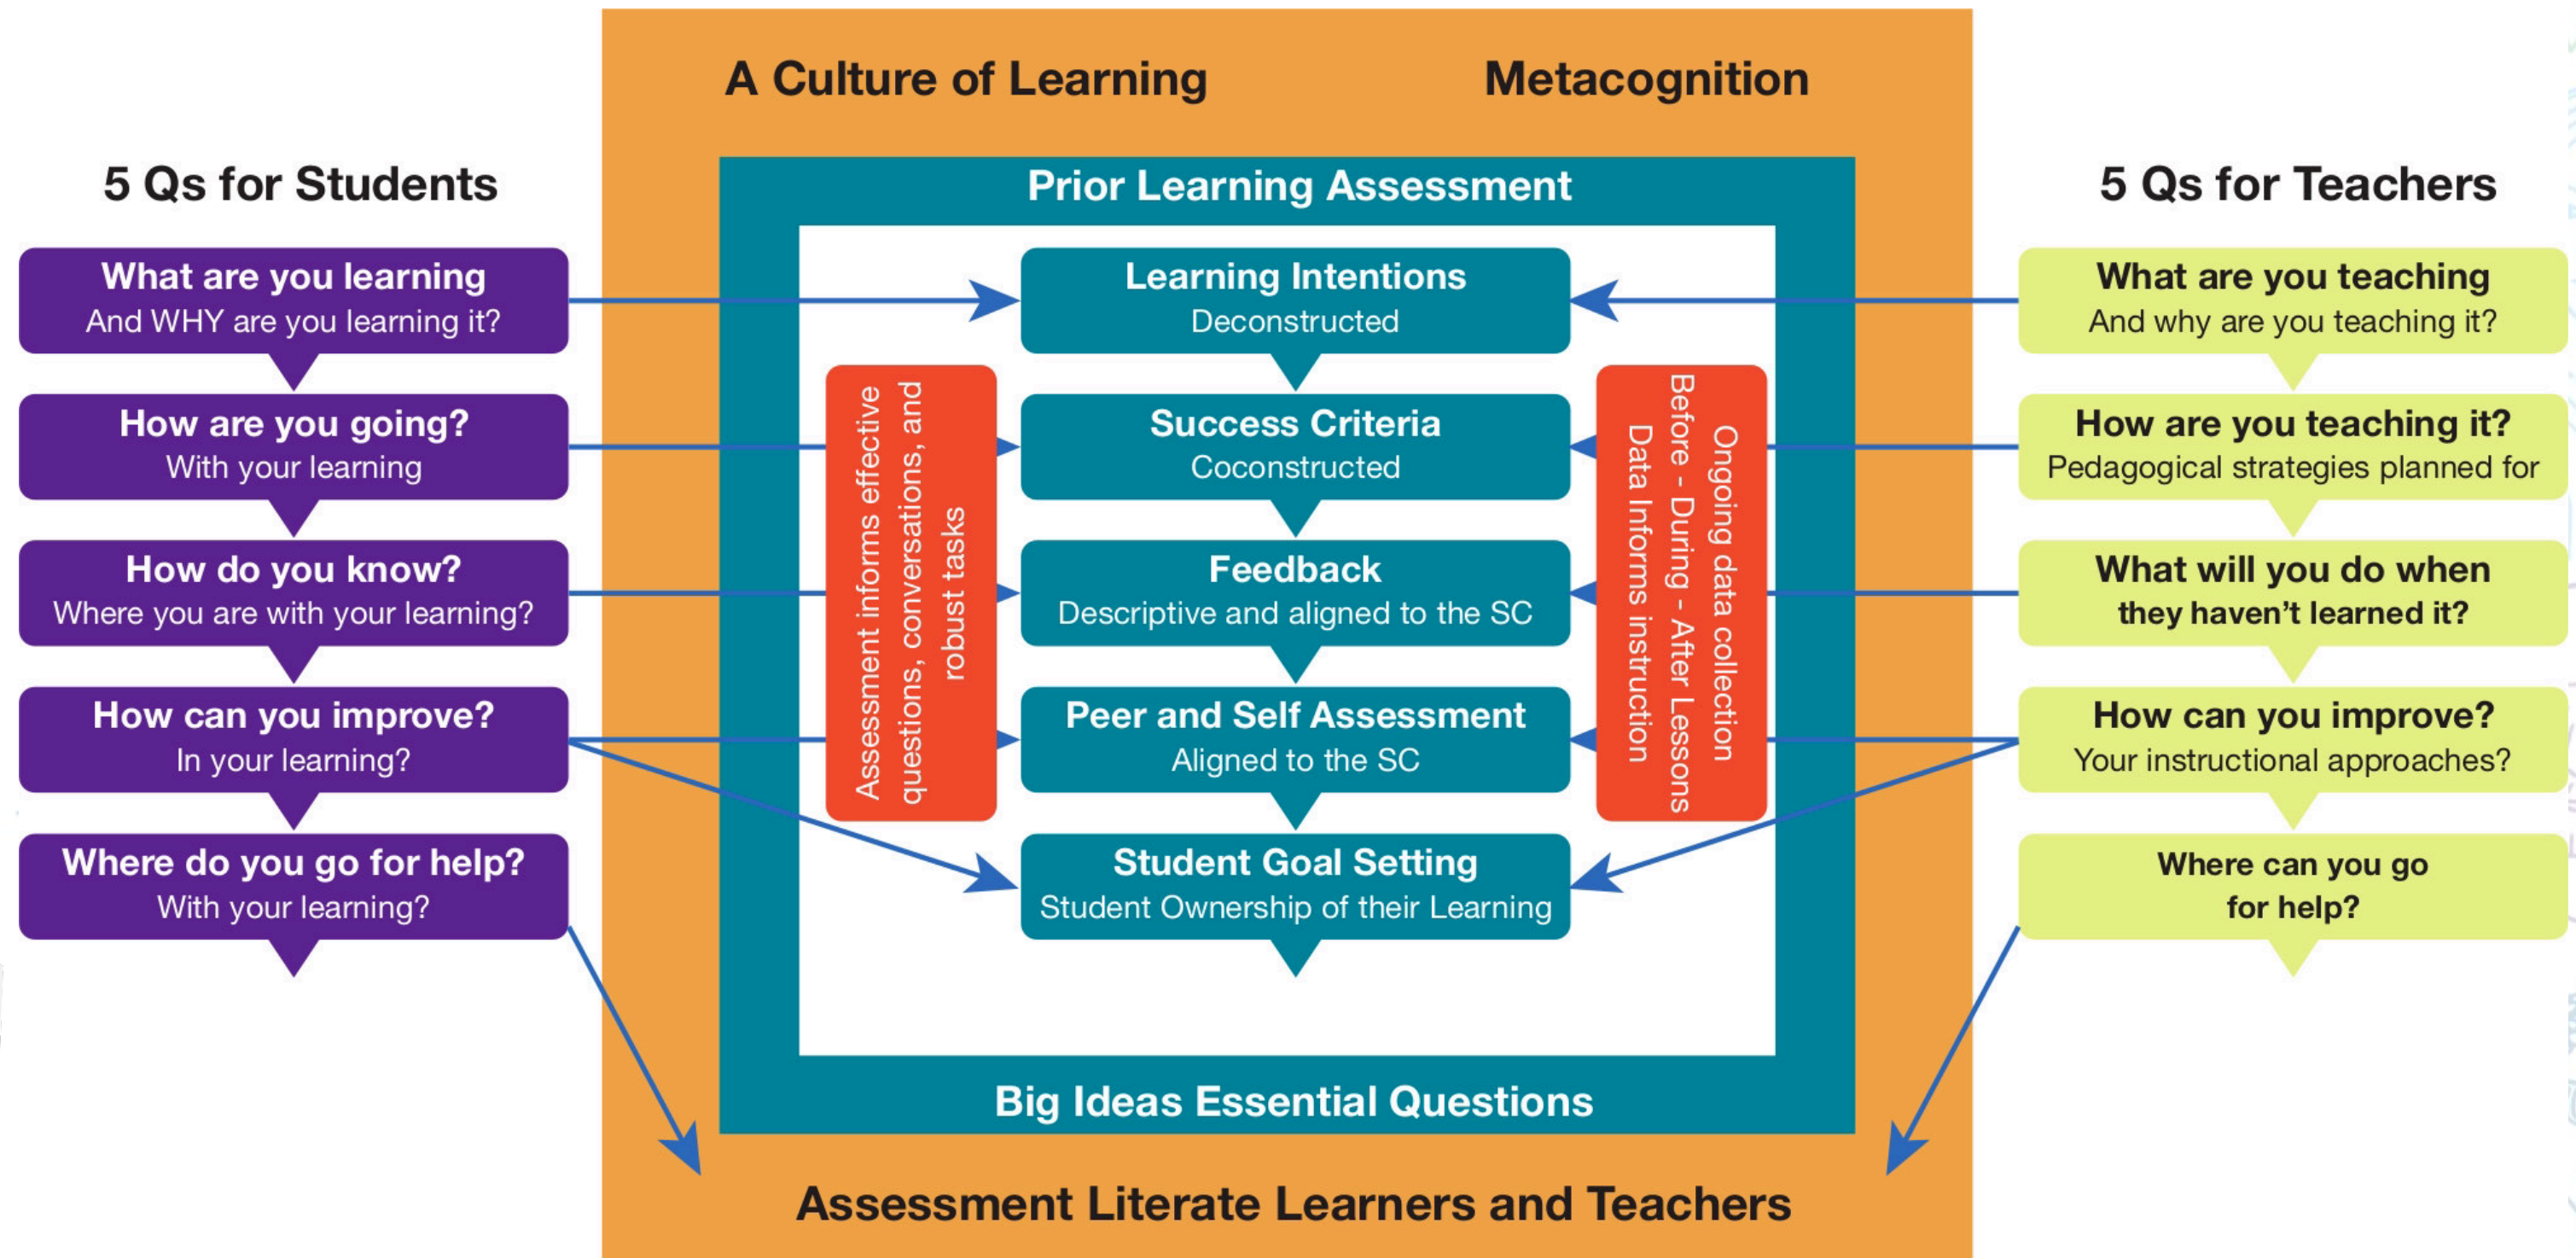 A Culture of Learning
Metacognition
5 Qs for Students
What are you learning
And WHY are you learning it?
How are you going?
With your learning
How do you know?
Where you are with your learning?
How can you improve?
In your learning?
Where do you go for help?
With your learning?
Prior Learning Assessment
Learning Intentions
Deconstructed
Success Criteria
Coconstructed
Feedback
Descriptive and aligned to the SC
Peer and Self Assessment
Aligned to the SC
Student Goal Setting
Student Ownership of their Learning
Assessment informs effective
questions, conversations, and
robust tasks
Ongoing data collection
Before - During - After Lessons
Data Informs instruction
Big Ideas Essential Questions
Assessment Literate Learners and Teachers
5 Qs for Teachers
What are you teaching
And why are you teaching it?
How are you teaching it?
Pedagogical strategies planned for
What will you do when
they haven’t learned it?
How can you improve?
Your instructional approaches?
Where can you go
for help?